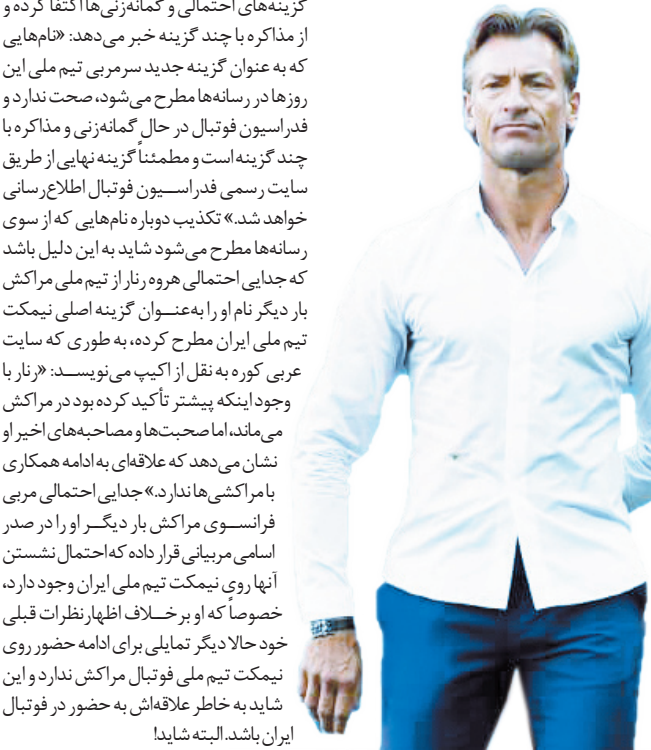 گزینه‌های احتمالی و گمانه‌زنی‌ها اکتفا کرده و
از مذاکره با چند گزینه خبر می‌دهد: «نام‌هایی
که به عنوان گزینه جدید سرمربی تیم ملی این
روزها در رسانه‌ها مطرح می‌شود، صحت ندارد و
فدراسیون فوتبال در حال گمانه‌زنی و مذاکره با
چند گزینه است و مطمئناً گزینه نهایی از طریق
سایت رسمی فدراسیون فوتبال اطلاع‌رسانی
خواهد شد.» تکذیب دوباره نام‌هایی که از سوی
رسانه‌ها مطرح می‌شود شاید به این دلیل باشد
که جدایی احتمالی هروه رنار از تیم ملی مراکش
بار دیگر نام او را به‌عنوان گزینه اصلی نیمکت
تیم ملی ایران مطرح کرده، به طوری که سایت
عربی کوره به نقل از اکیپ می‌نویسد: «رنار با
وجود اینکه پیشتر تأکید کرده بود در مراکش
می‌ماند، اما صحبت‌ها و مصاحبه‌های اخیر او
نشان می‌دهد که علاقه‌ای به ادامه همکاری
با مراکشی‌ها ندارد.» جدایی احتمالی مربی
فرانسوی مراکش بار دیگر او را در صدر
اسامی مربیانی قرار داده که احتمال نشستن
آنها روی نیمکت تیم ملی ایران وجود دارد،
خصوصاً که او برخلاف اظهارنظرات قبلی
خود حالا دیگر تمایلی برای ادامه حضور روی
نیمکت تیم ملی فوتبال مراکش ندارد و این
شاید به خاطر علاقه‌اش به حضور در فوتبال
ایران باشد. البته شاید!